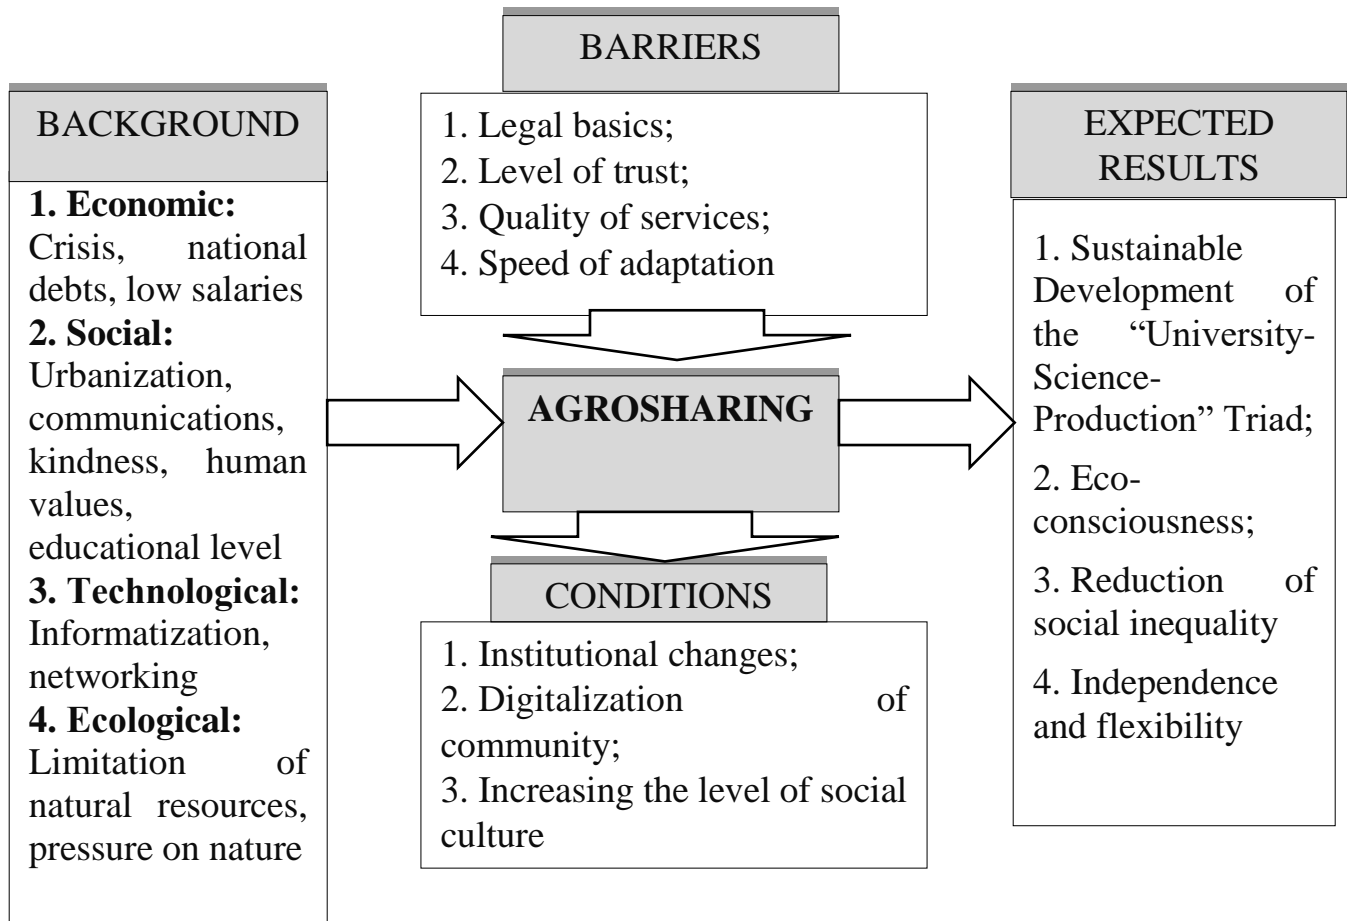 BACKGROUND
1. Economic:
Crisis, national
debts, low salaries
2. Social:
Urbanization,
communications,
kindness, human
values,
educational level
3. Technological:
Informatization,
networking
4. Ecological:
Limitation of
natural resources,
pressure on nature
BARRIERS
1. Legal basics;
2. Level of trust;
3. Quality of services;
4. Speed of adaptation
AGROSHARING
CONDITIONS
1. Institutional changes;
2. Digitalization of
community;
3. Increasing the level of social
culture
EXPECTED
RESULTS
1. Sustainable
Development of
the “University-
Science-
Production” Triad;
2. Eco-
consciousness;
3. Reduction of
social inequality
4. Independence
and flexibility